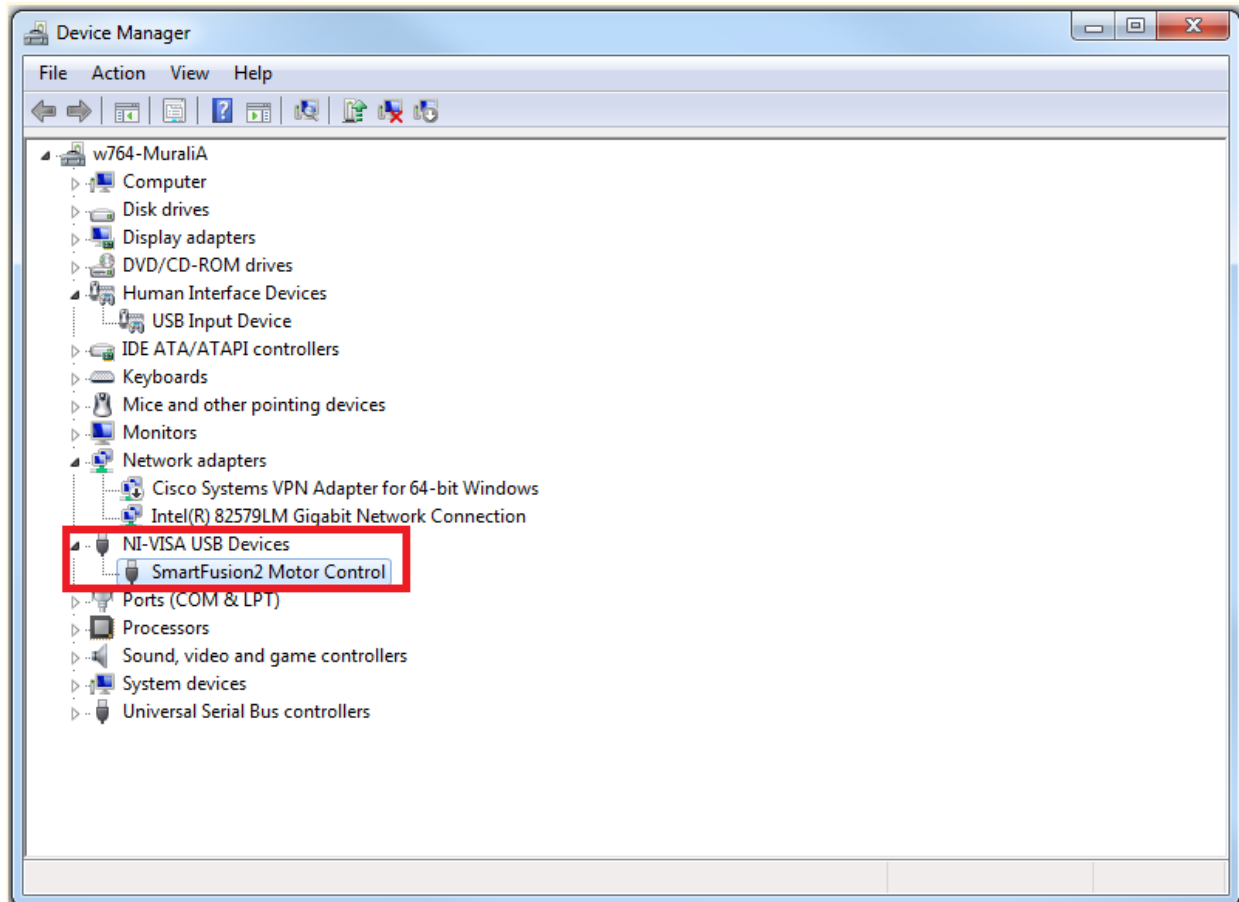 Device Manager
File Action View Help
w764-MuraliA
Computer
Disk drives
Display adapters
DVD/CD-ROM drives
Human Interface Devices
USB Input Device
IDE ATA/ATAPI controllers
Keyboards
Mice and other pointing devices
Monitors
Network adapters
Cisco Systems VPN Adapter for 64-bit Windows
Intel(R) 82579LM Gigabit Network Connection
NI-VISA USB Devices
SmartFusion2 Motor Control
Ports (COM & LPT)
Processors
Sound, video and game controllers
System devices
Universal Serial Bus controllers